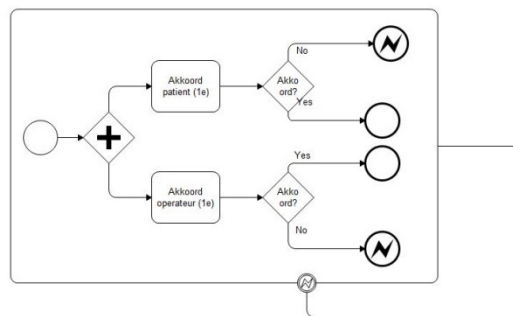 No
Akkoord
patient (1e)
Akko
ord?
Yes
Yes
Akkoord
operateur (1e)
Akko
ord?
No